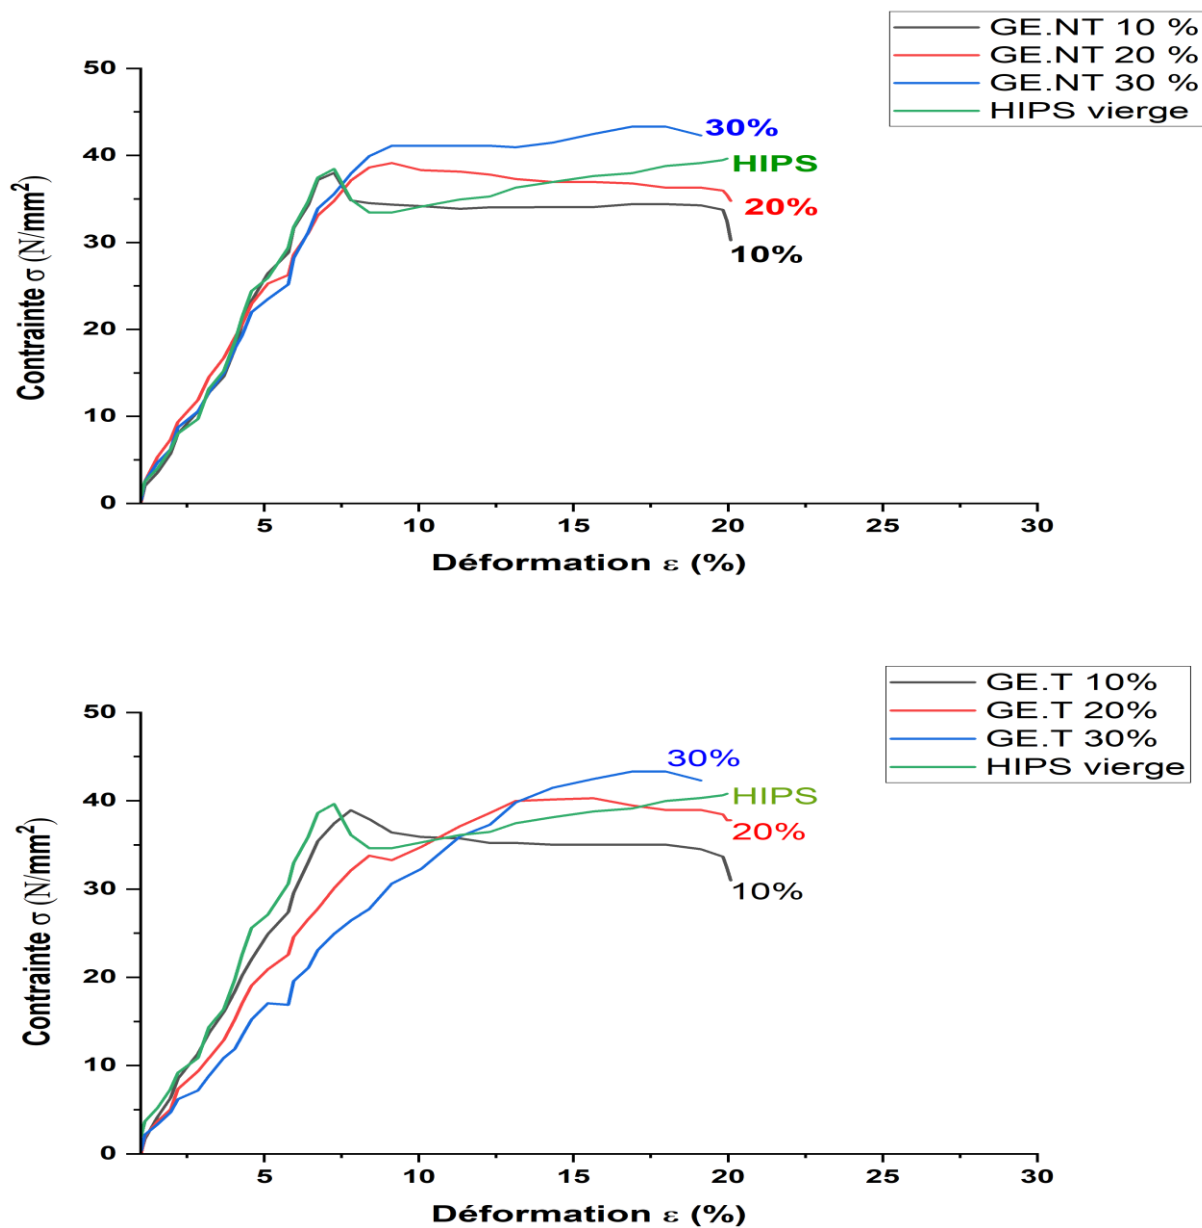 GE.NT 10 %
GE.NT 20 %
GE.NT 30 %
HIPS vierge
50
40
30
20
10
0
Contrainte σ (N/mm²)
30%
HIPS
20%
10%
5 10 15 20 25 30
Déformation ε (%)
GE.T 10%
GE.T 20%
GE.T 30%
HIPS vierge
50
40
30
20
10
0
Contrainte σ (N/mm²)
30%
HIPS
20%
10%
5 10 15 20 25 30
Déformation ε (%)